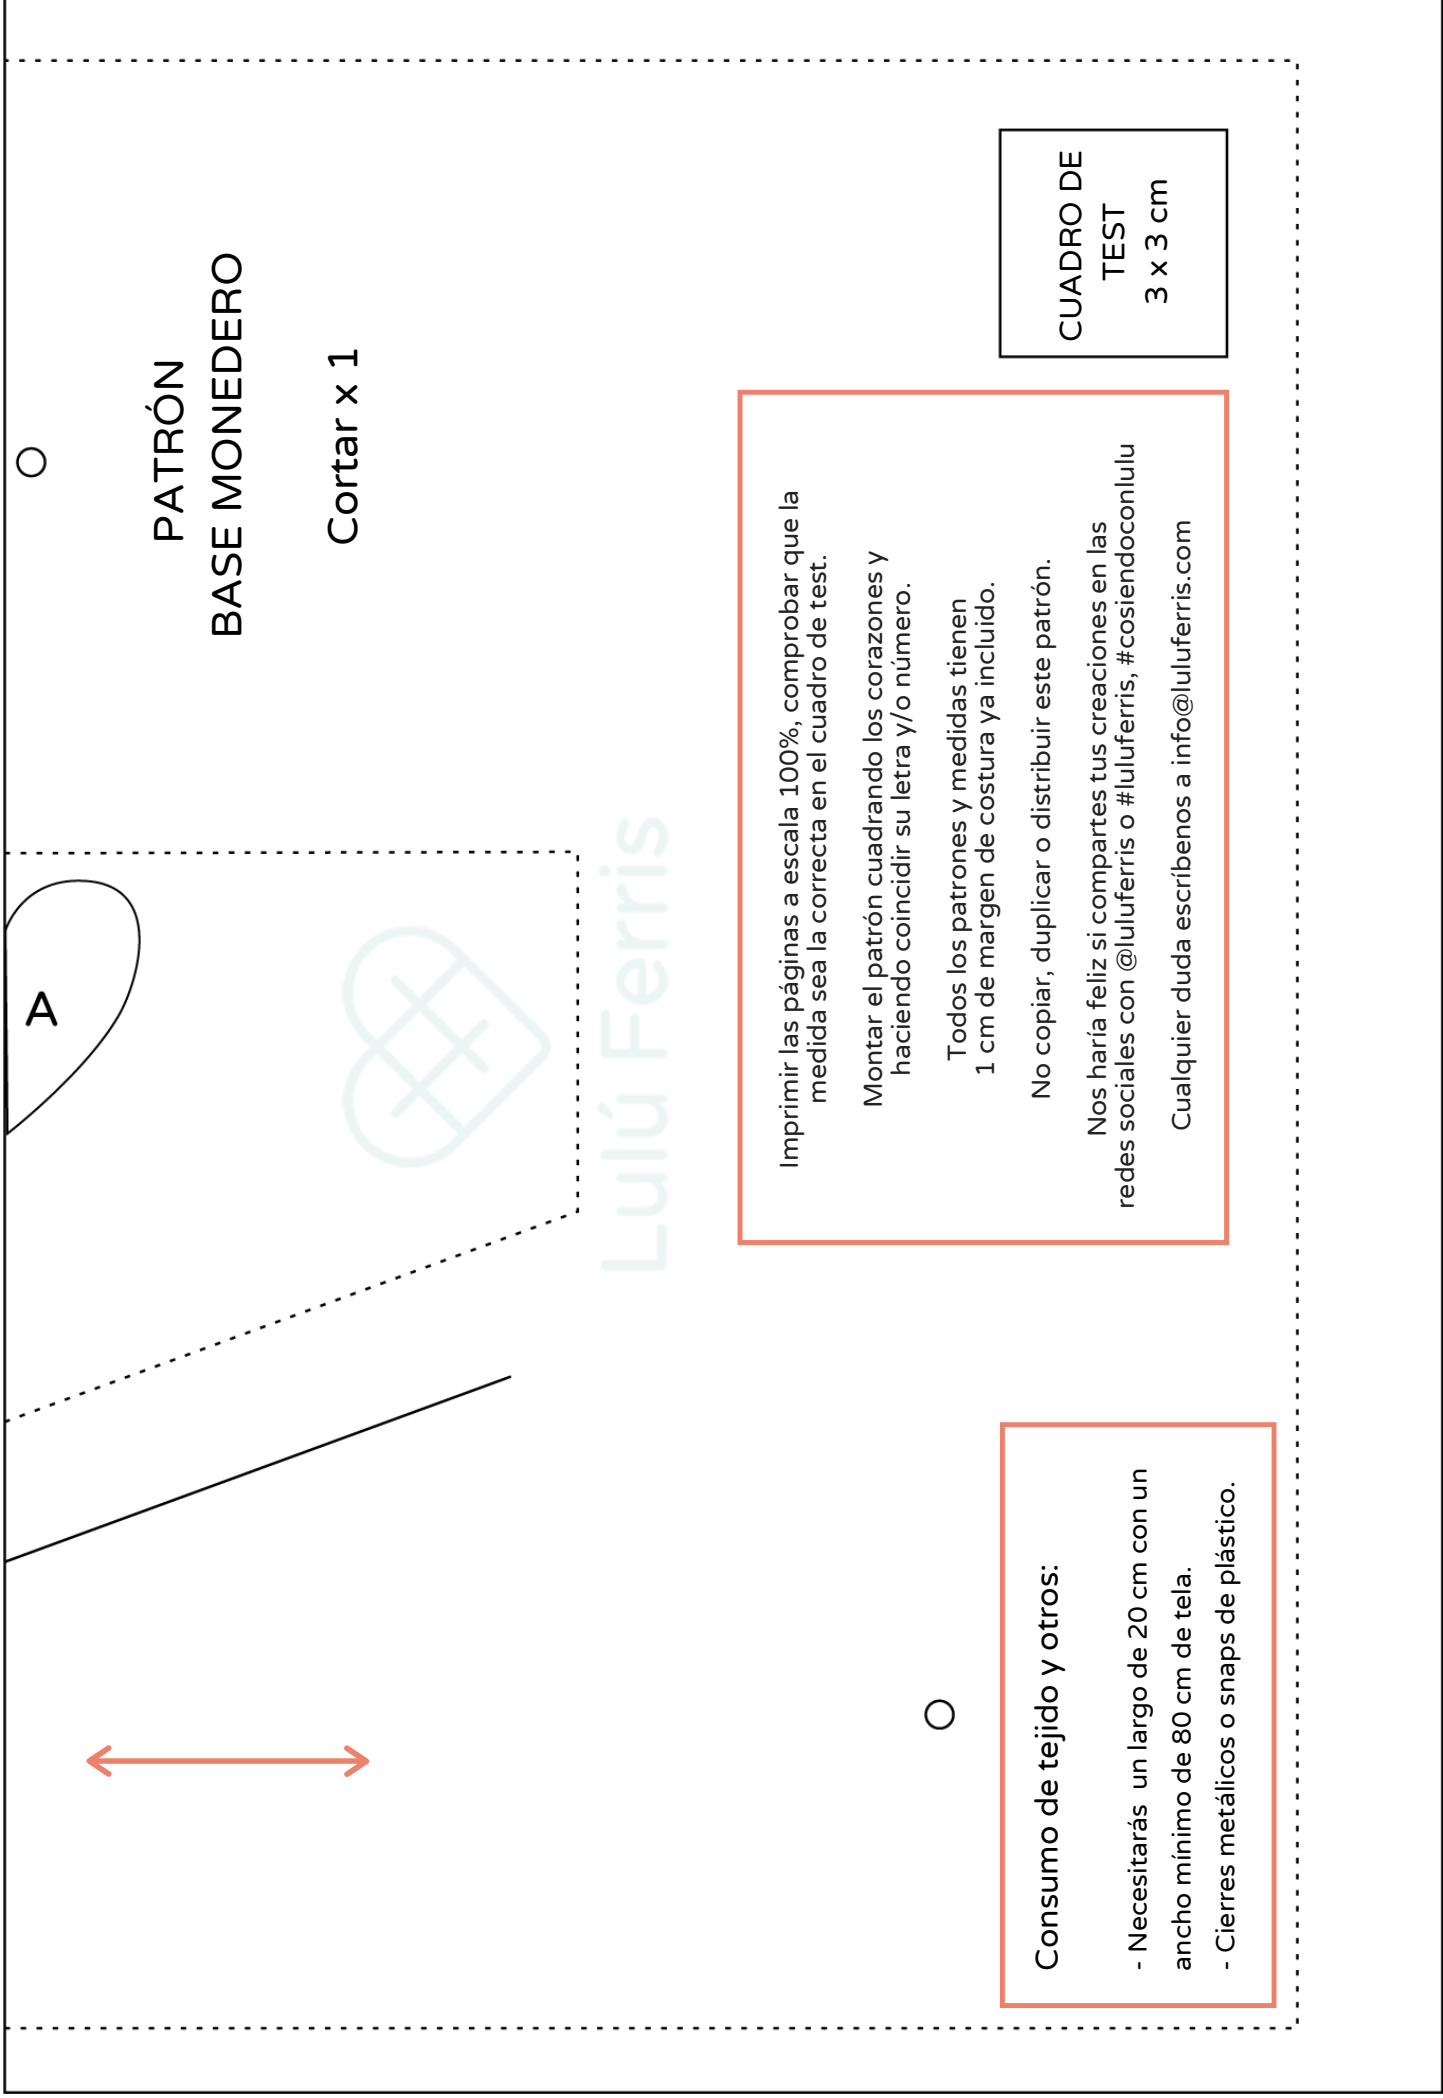 PATRÓN
BASE MONEDERO
Cortar x 1
CUADRO DE
TEST
3 x 3 cm
A
Lulú Ferris
Imprimir las páginas a escala 100%, comprobar que la
medida sea la correcta en el cuadro de test.
Montar el patrón cuadrando los corazones y
haciendo coincidir su letra y/o número.
Todos los patrones y medidas tienen
1 cm de margen de costura ya incluido.
No copiar, duplicar o distribuir este patrón.
Nos haría feliz si compartes tus creaciones en las
redes sociales con @luluferris o #luluferris, #cosiendoconlulu
Cualquier duda escríbenos a info@luluferris.com
Consumo de tejido y otros:
- Necesitarás un largo de 20 cm con un
ancho mínimo de 80 cm de tela.
- Cierres metálicos o snaps de plástico.